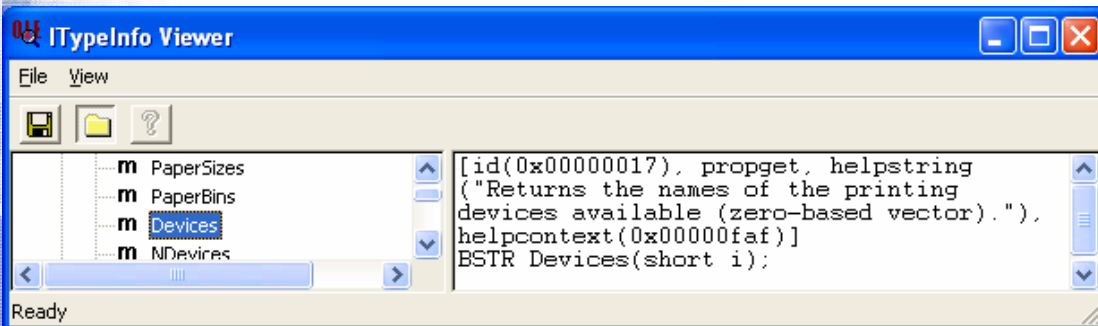 ITypeInfo Viewer
File View
m PaperSizes
m PaperBins
m Devices
m NDevices
[id(0x00000017), propget, helpstring
("Returns the names of the printing
devices available (zero-based vector)."),
helpcontext(0x00000faf)]
BSTR Devices(short i);
Ready